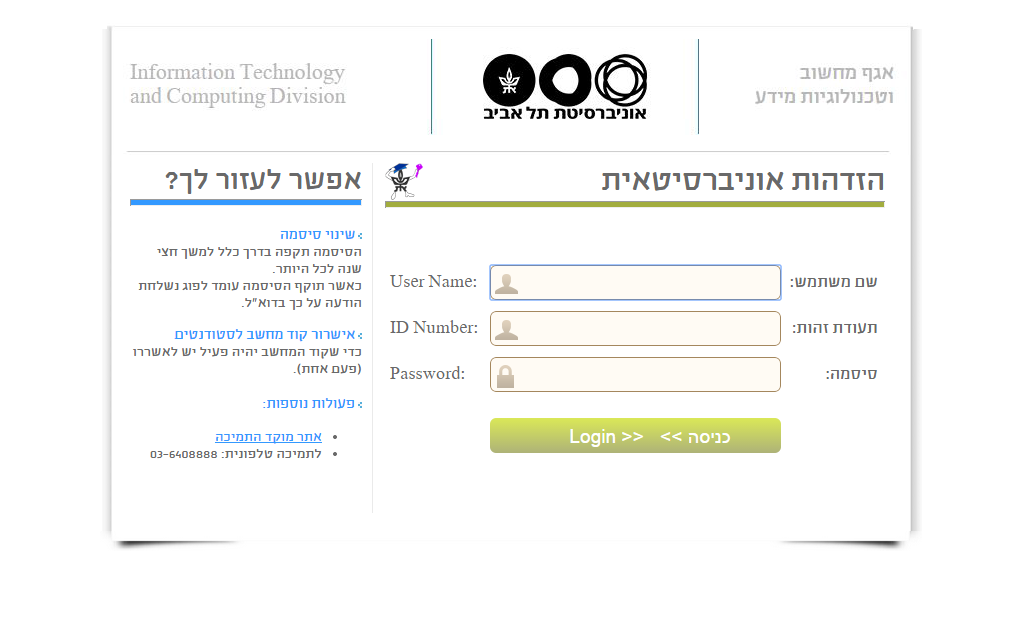 Information Technology
and Computing Division
אוניברסיטת תל אביב
אגף מחשוב
וטכנולוגיות מידע
הזדהות אוניברסיטאית
User Name:
שם משתמש:
ID Number:
תעודת זהות:
Password:
סיסמה:
כניסה >> Login >>
אפשר לעזור לך?
שינוי סיסמה
הסיסמה תקפה בדרך כלל למשך חצי
שנה לכל היותר.
כאשר תוקף הסיסמה עומד לפוג נשלחת
הודעה על כך בדוא"ל.
אישרור קוד מחשב לסטודנטים
כדי שקוד המחשב יהיה פעיל יש לאשררו
(פעם אחת).
פעולות נוספות:
אתר מוקד התמיכה
לתמיכה טלפונית: 03-6408888